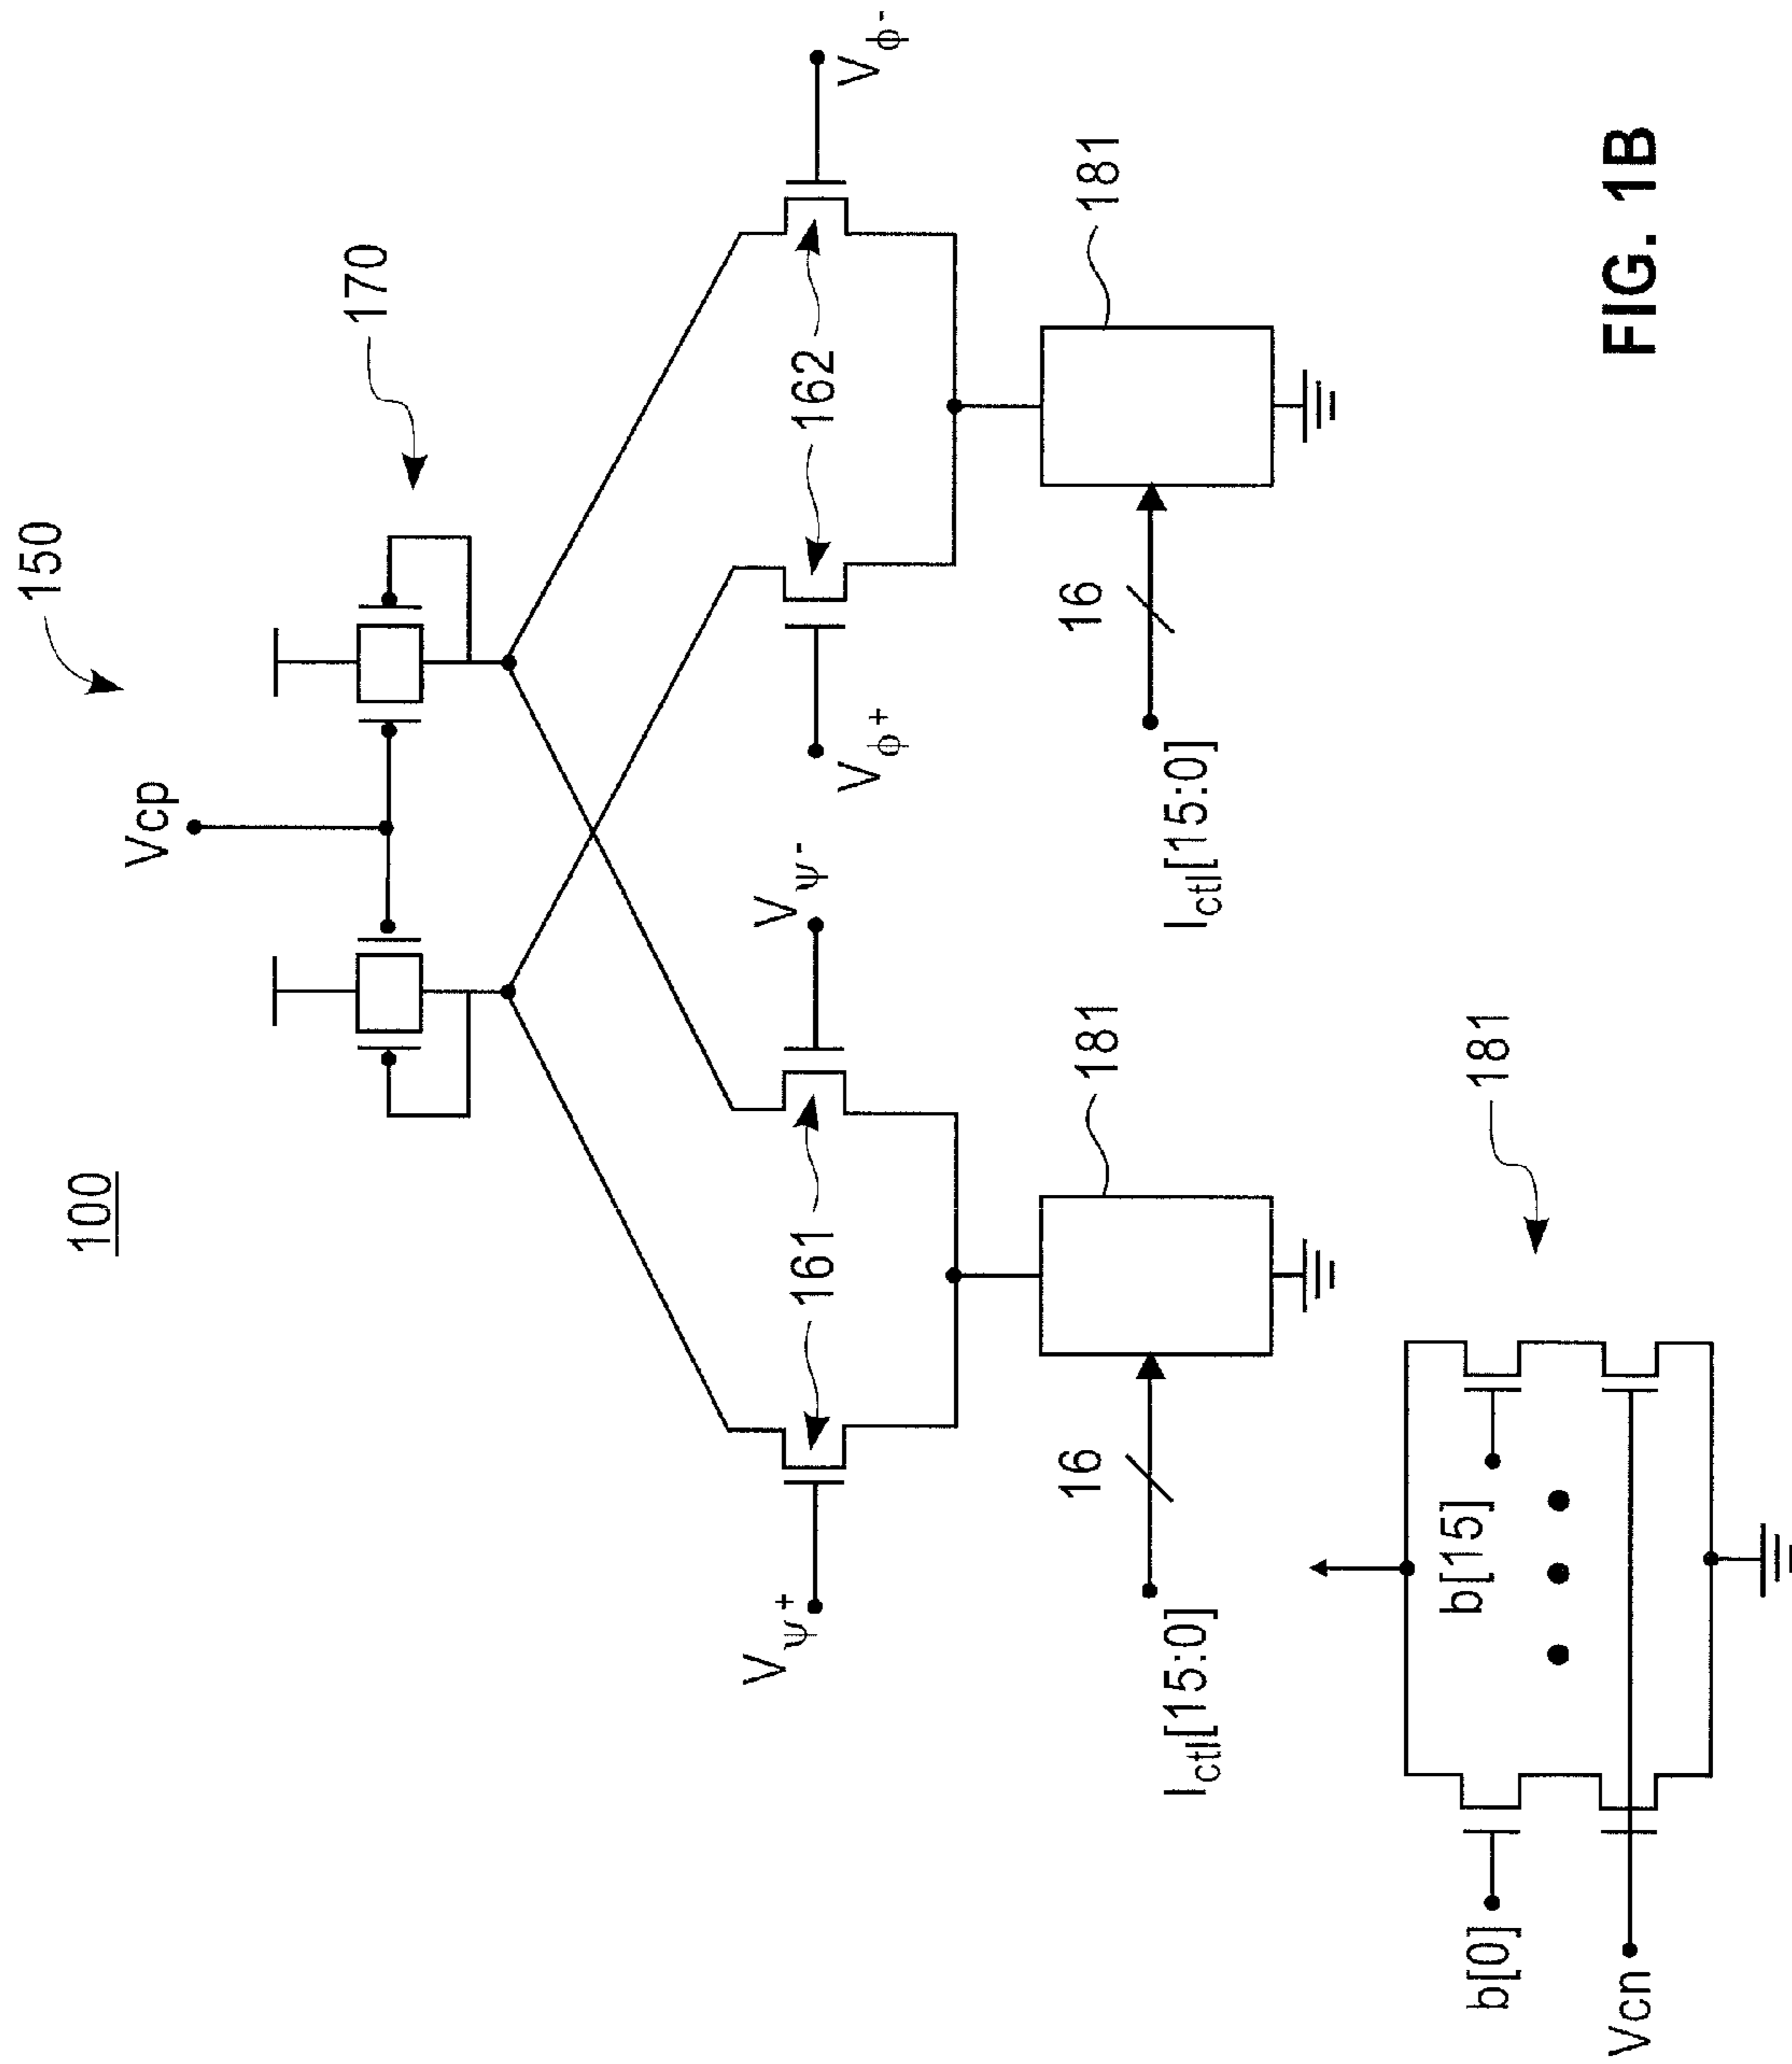 100
150
Vcp
170
Vψ+
161
Vψ-
Vϕ+
162
Vϕ-
16
181
Ictl[15:0]
16
181
Ictl[15:0]
b[0]
b[15]
181
Vcn
FIG. 1B